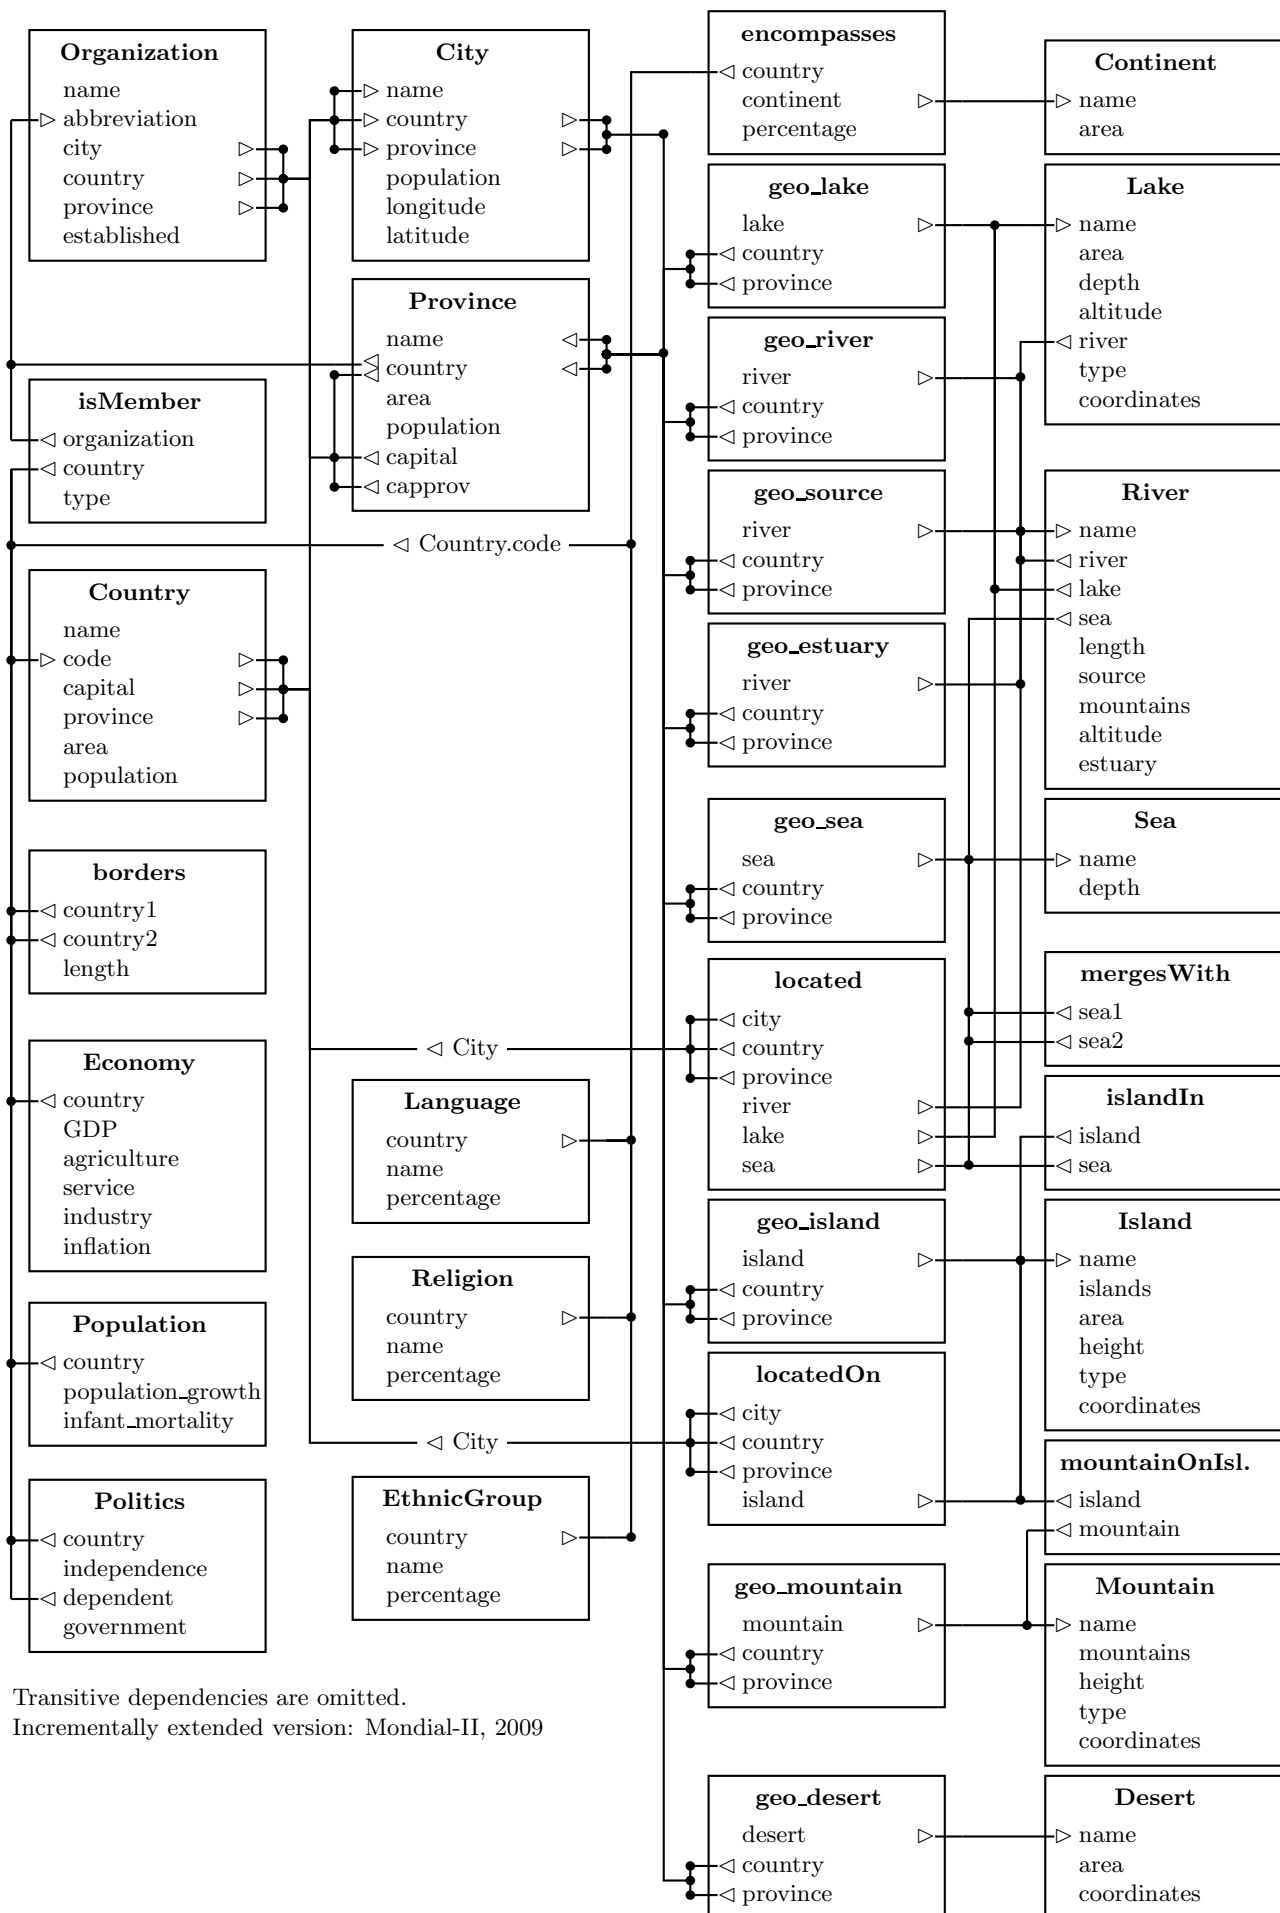 Organization
name
abbreviation
city
country
province
established
isMember
organization
country
type
Country
name
code
capital
province
area
population
borders
country1
country2
length
Economy
country
GDP
agriculture
service
industry
inflation
Population
country
population_growth
infant_mortality
Politics
country
independence
dependent
government
City
name
country
province
population
longitude
latitude
Province
name
country
area
population
capital
capprov
Country.code
City
Language
country
name
percentage
Religion
country
name
percentage
City
EthnicGroup
country
name
percentage
encompasses
country
continent
percentage
geo_lake
lake
country
province
geo_river
river
country
province
geo_source
river
country
province
geo_estuary
river
country
province
geo_sea
sea
country
province
located
city
country
province
river
lake
sea
geo_island
island
country
province
locatedOn
city
country
province
island
geo_mountain
mountain
country
province
geo_desert
desert
country
province
Continent
name
area
Lake
name
area
depth
altitude
river
type
coordinates
River
name
river
lake
sea
length
source
mountains
altitude
estuary
Sea
name
depth
mergesWith
sea1
sea2
islandIn
island
sea
Island
name
islands
area
height
type
coordinates
mountainOnIsl.
island
mountain
Mountain
name
mountains
height
type
coordinates
Desert
name
area
coordinates
Transitive dependencies are omitted.
Incrementally extended version: Mondial-II, 2009